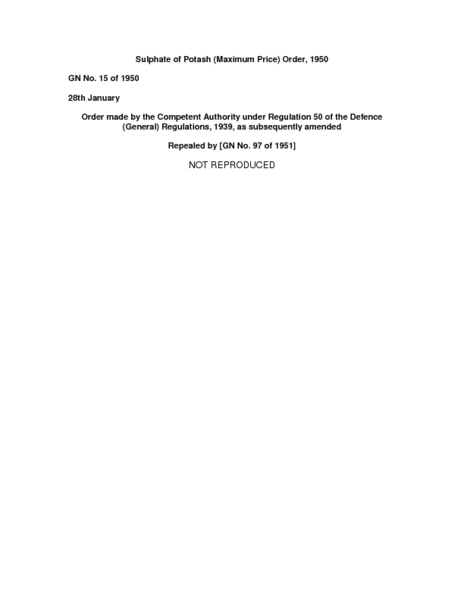 Sulphate of Potash (Maximum Price) Order, 1950
GN No. 15 of 1950
28th January
Order made by the Competent Authority under Regulation 50 of the Defence
(General) Regulations, 1939, as subsequently amended
Repealed by [GN No. 97 of 1951]
NOT REPRODUCED